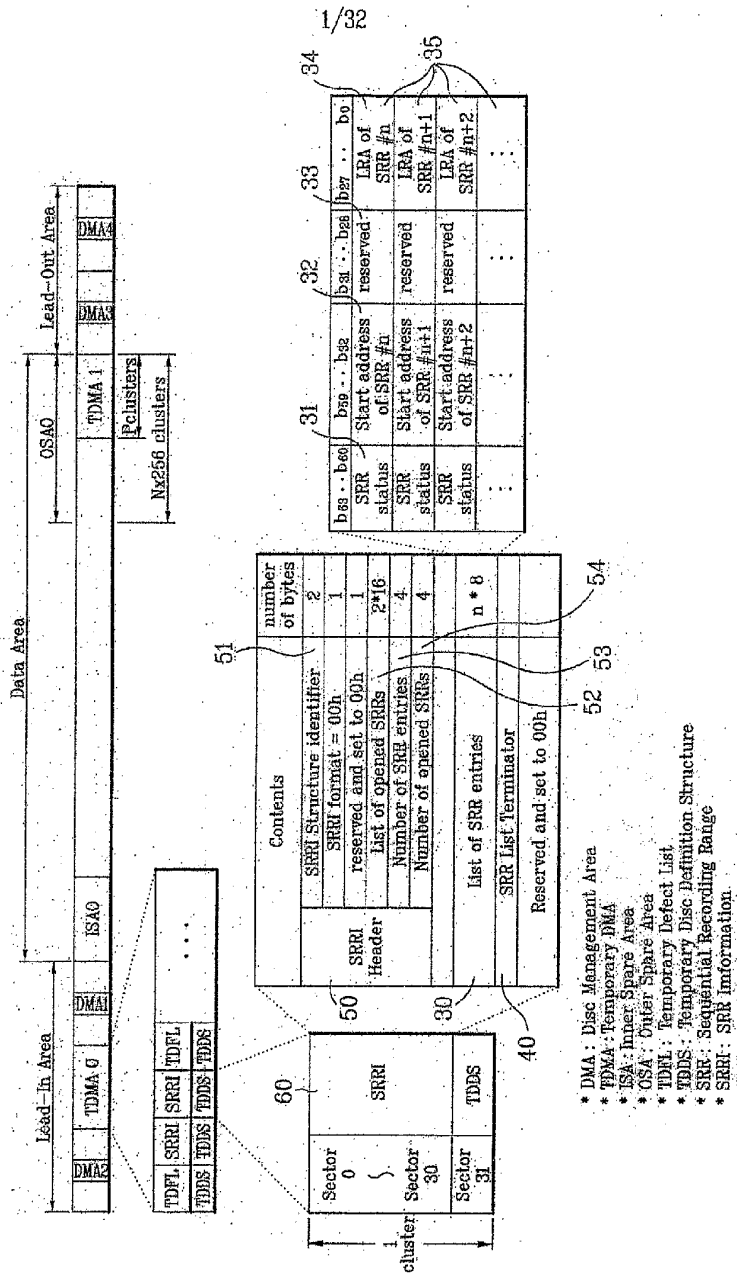 1/32
Lead-In Area
Data Area
Lead-Out Area
OSA0
DMA2
TDMA 0
DMA1
ISA0
TDMA 1
DMA3
DMA4
Pclusters
Nx256 clusters
TDFL SRRI SRRI TDFL
TDDS TDDS TDDS TDDS
. . .
60
1
cluster
Sector
0
Sector
30
SRRI
Sector
31
TDDS
Contents
number
of bytes
51
50
SRRI
Header
SRRI Structure identifier
2
SRRI format = 00h
1
reserved and set to 00h
1
List of opened SRRs
2*16
Number of SRR entries
4
Number of opened SRRs
4
52
53
54
30
List of SRR entries
n * 8
40
SRR List Terminator
Reserved and set to 00h
31
32
33
34
35
b63 .. b60
b59 .. b32
b31 .. b28
b27 .. b0
SRR
status
Start address
of SRR #n
reserved
LRA of
SRR #n
SRR
status
Start address
of SRR #n+1
reserved
LRA of
SRR #n+1
SRR
status
Start address
of SRR #n+2
reserved
LRA of
SRR #n+2
* DMA : Disc Management Area
* TDMA : Temporary DMA
* ISA : Inner Spare Area
* OSA : Outer Spare Area
* TDFL : Temporary Defect List
* TDDS : Temporary Disc Definition Structure
* SRR : Sequential Recording Range
* SRRI : SRR Imformation